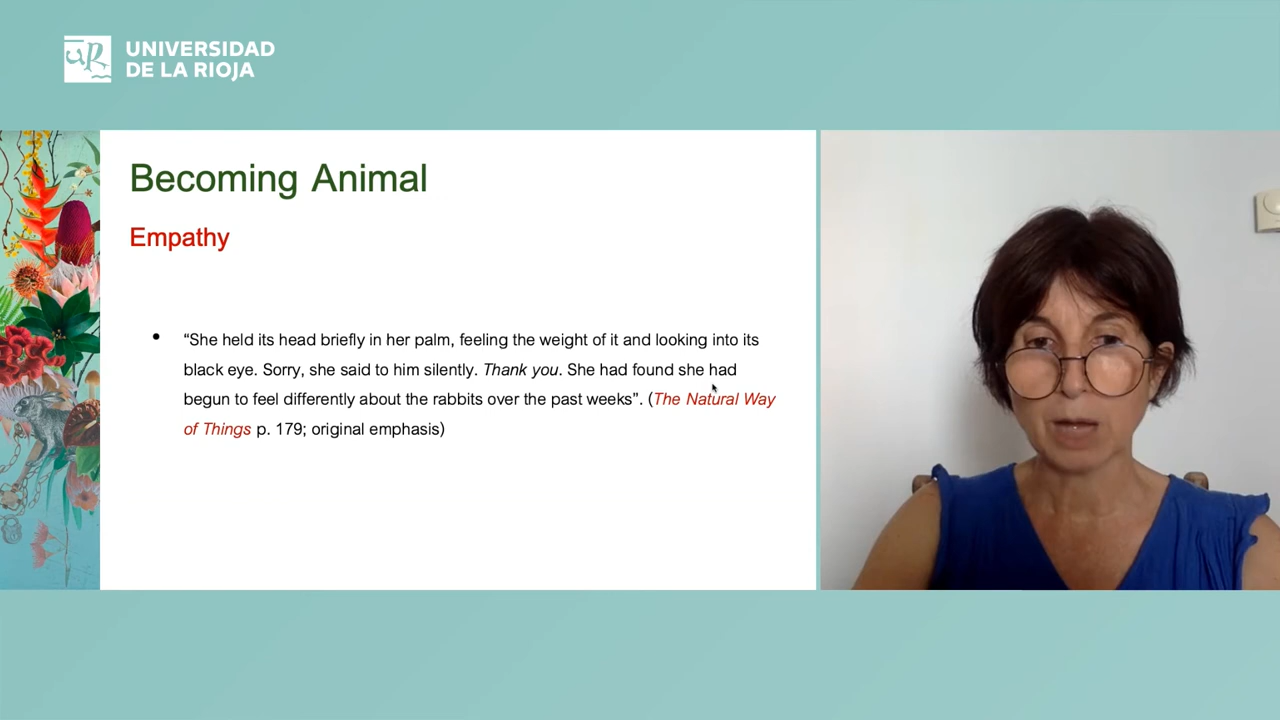 UNIVERSIDAD
DE LA RIOJA
Becoming Animal
Empathy
• “She held its head briefly in her palm, feeling the weight of it and looking into its
black eye. Sorry, she said to him silently. Thank you. She had found she had
begun to feel differently about the rabbits over the past weeks”. (The Natural Way
of Things p. 179; original emphasis)